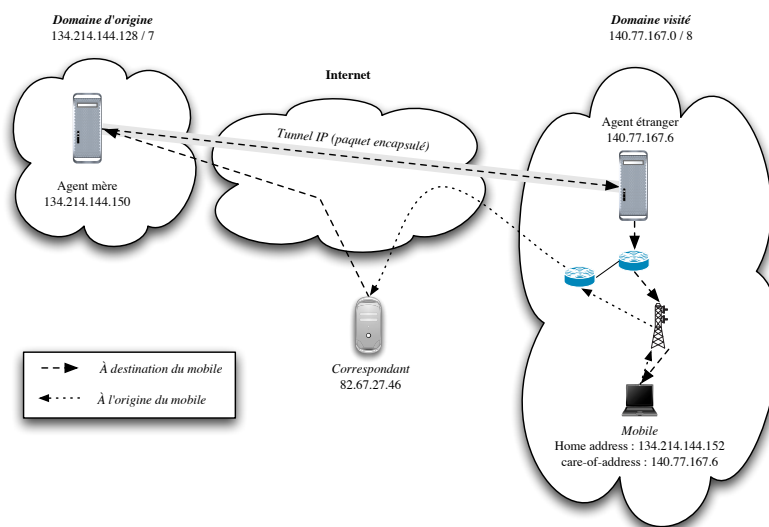 Domaine d'origine
134.214.144.128 / 7
Domaine visité
140.77.167.0 / 8
Internet
Tunnel IP (paquet encapsulé)
Agent étranger
140.77.167.6
Agent mère
134.214.144.150
Correspondant
82.67.27.46
À destination du mobile
À l'origine du mobile
Mobile
Home address : 134.214.144.152
care-of-address : 140.77.167.6